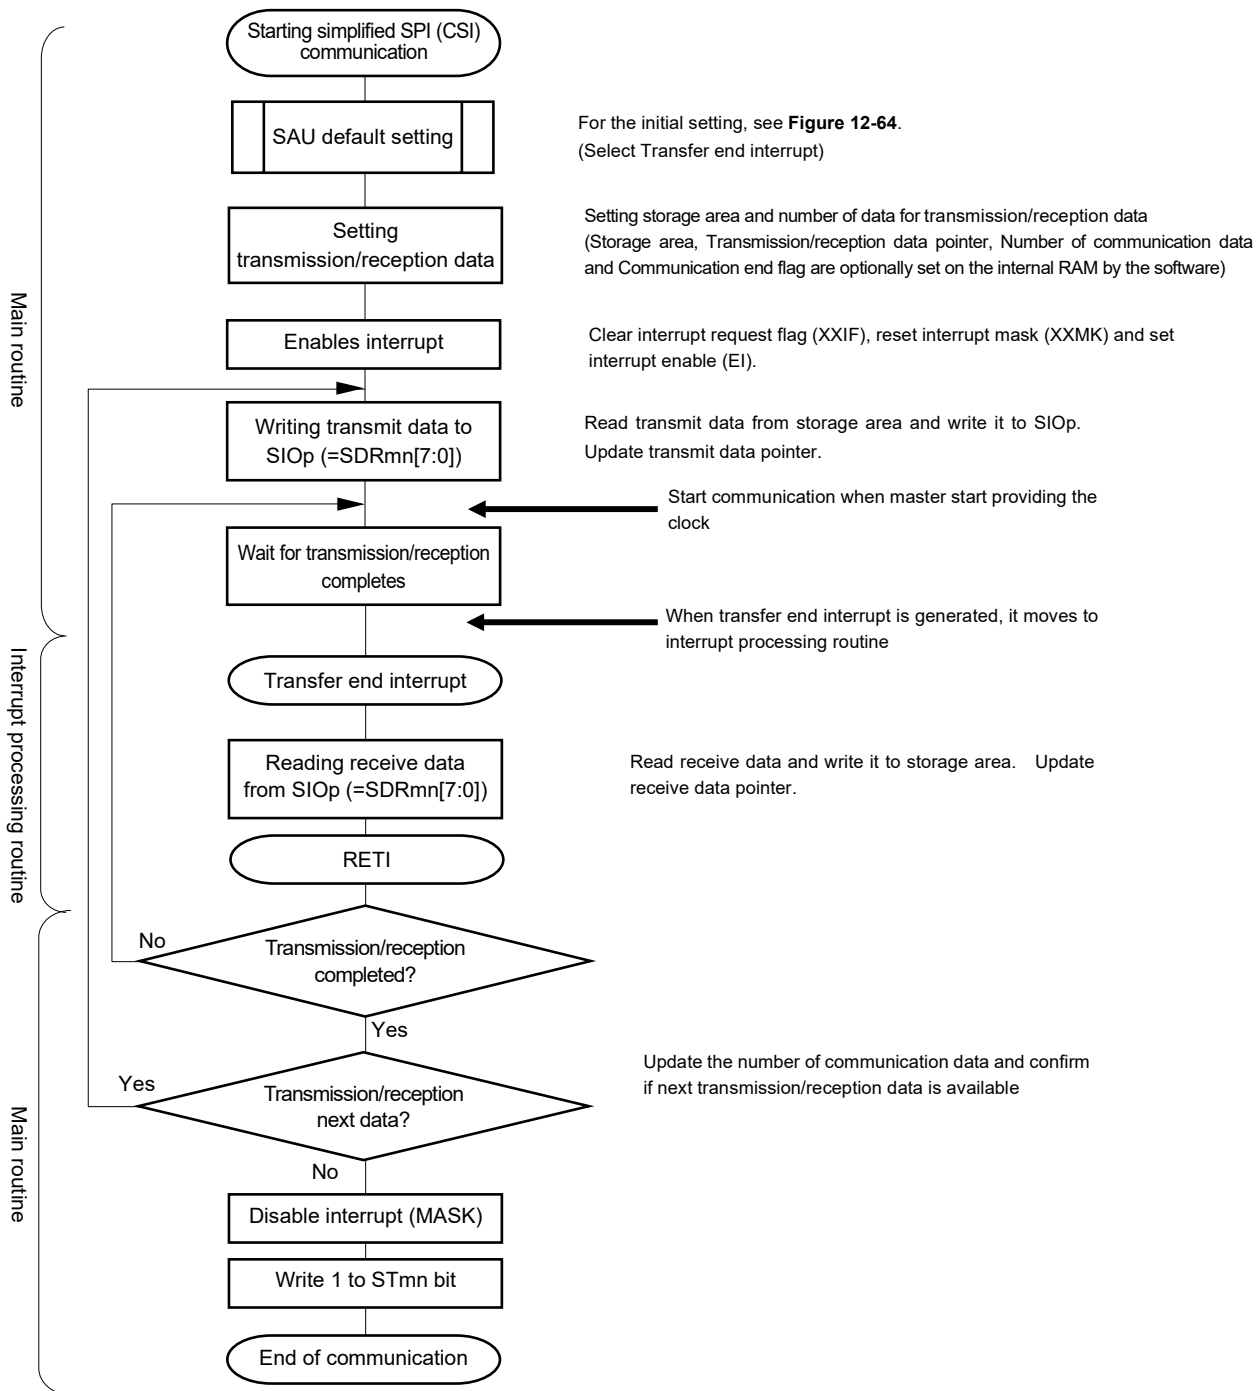 Starting simplified SPI (CSI)
communication
SAU default setting
For the initial setting, see Figure 12-64.
(Select Transfer end interrupt)
Setting
transmission/reception data
Setting storage area and number of data for transmission/reception data
(Storage area, Transmission/reception data pointer, Number of communication data
and Communication end flag are optionally set on the internal RAM by the software)
Main routine
Enables interrupt
Clear interrupt request flag (XXIF), reset interrupt mask (XXMK) and set
interrupt enable (EI).
Writing transmit data to
SIOp (=SDRmn[7:0])
Read transmit data from storage area and write it to SIOp.
Update transmit data pointer.
Start communication when master start providing the
clock
Wait for transmission/reception
completes
When transfer end interrupt is generated, it moves to
interrupt processing routine
Interrupt processing routine
Transfer end interrupt
Reading receive data
from SIOp (=SDRmn[7:0])
Read receive data and write it to storage area. Update
receive data pointer.
RETI
No
Transmission/reception
completed?
Yes
Main routine
Yes
Transmission/reception
next data?
Update the number of communication data and confirm
if next transmission/reception data is available
No
Disable interrupt (MASK)
Write 1 to STmn bit
End of communication